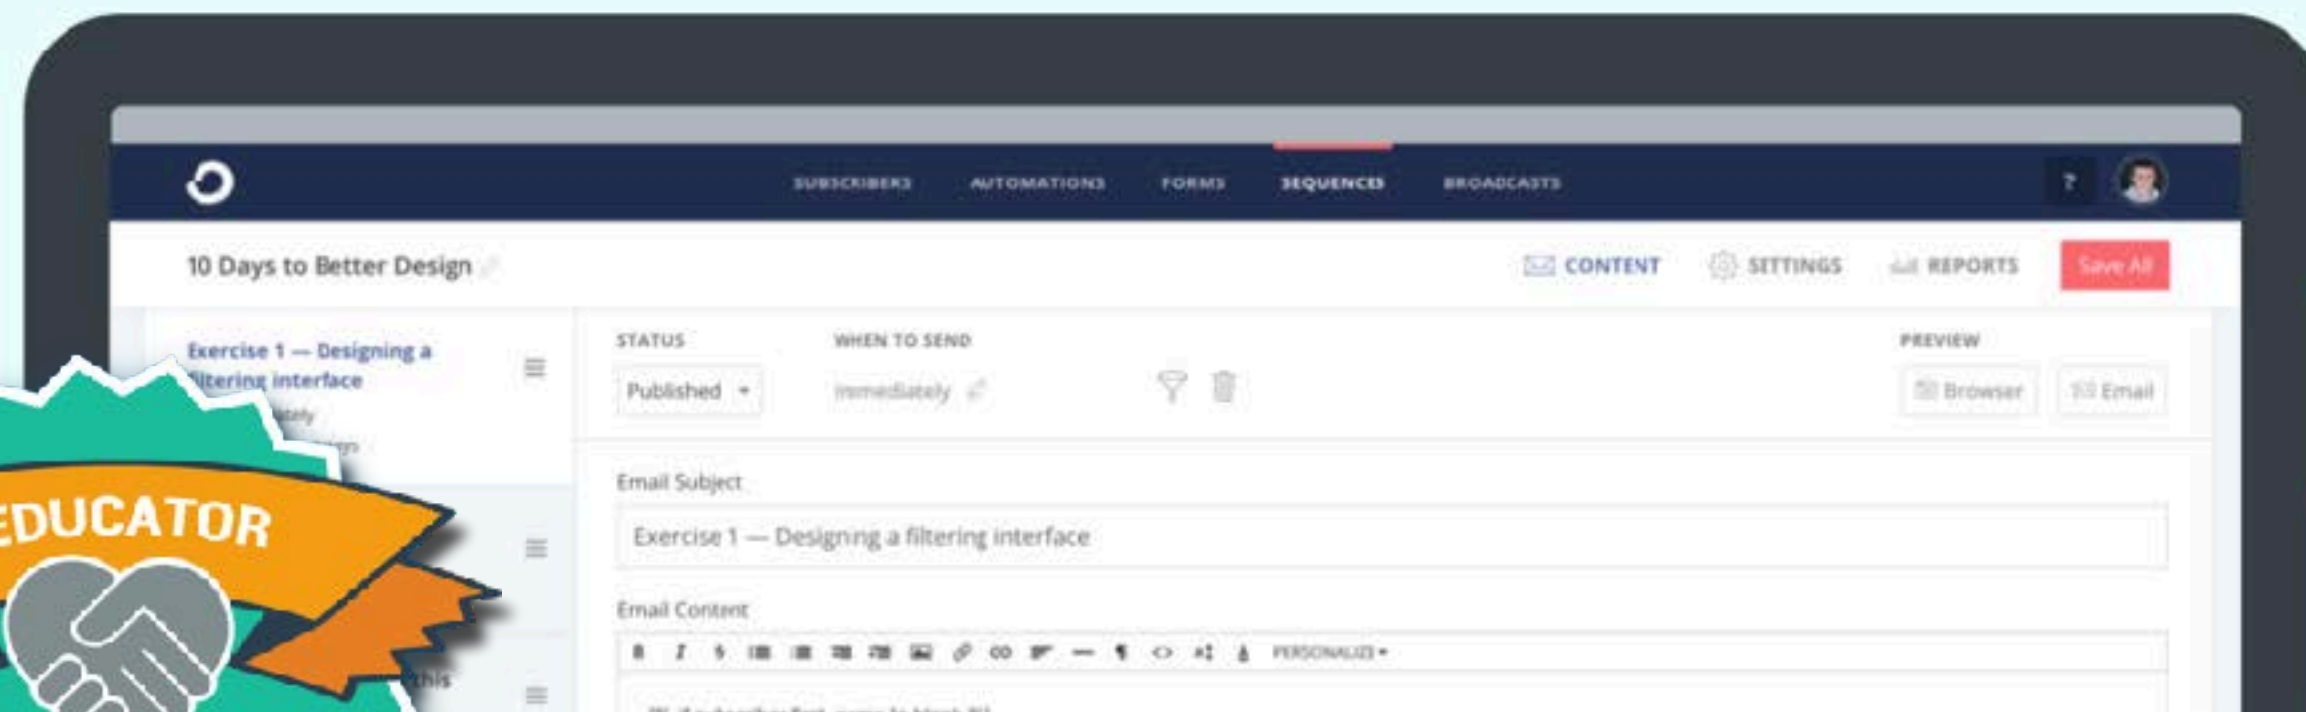 SUBSCRIBERS AUTOMATIONS FORMS SEQUENCES BROADCASTS ?
10 Days to Better Design CONTENT SETTINGS REPORTS Save All
Exercise 1 — Designing a
filtering interface
STATUS WHEN TO SEND PREVIEW
Published immediately Browser Email
EDUCATOR
this
Email Subject
Exercise 1 — Designing a filtering interface
Email Content
B I S PERSONALIZE